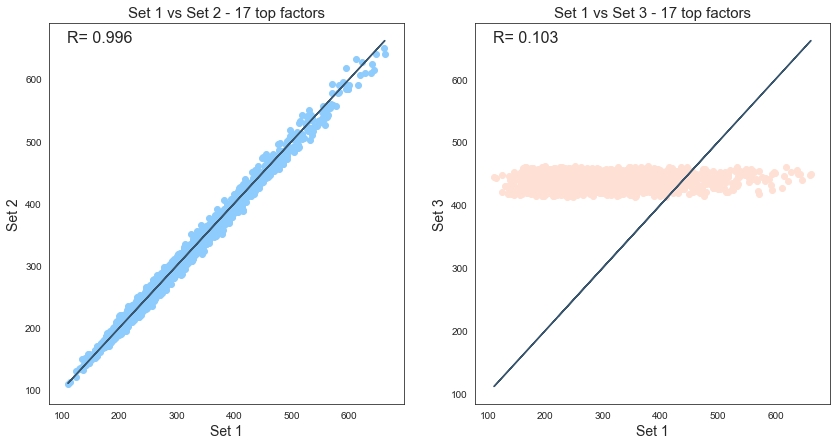 Set 1 vs Set 2 - 17 top factors
R= 0.996
600
500
400
300
200
100
Set 2
100 200 300 400 500 600
Set 1
Set 1 vs Set 3 - 17 top factors
R= 0.103
600
500
400
300
200
100
Set 3
100 200 300 400 500 600
Set 1